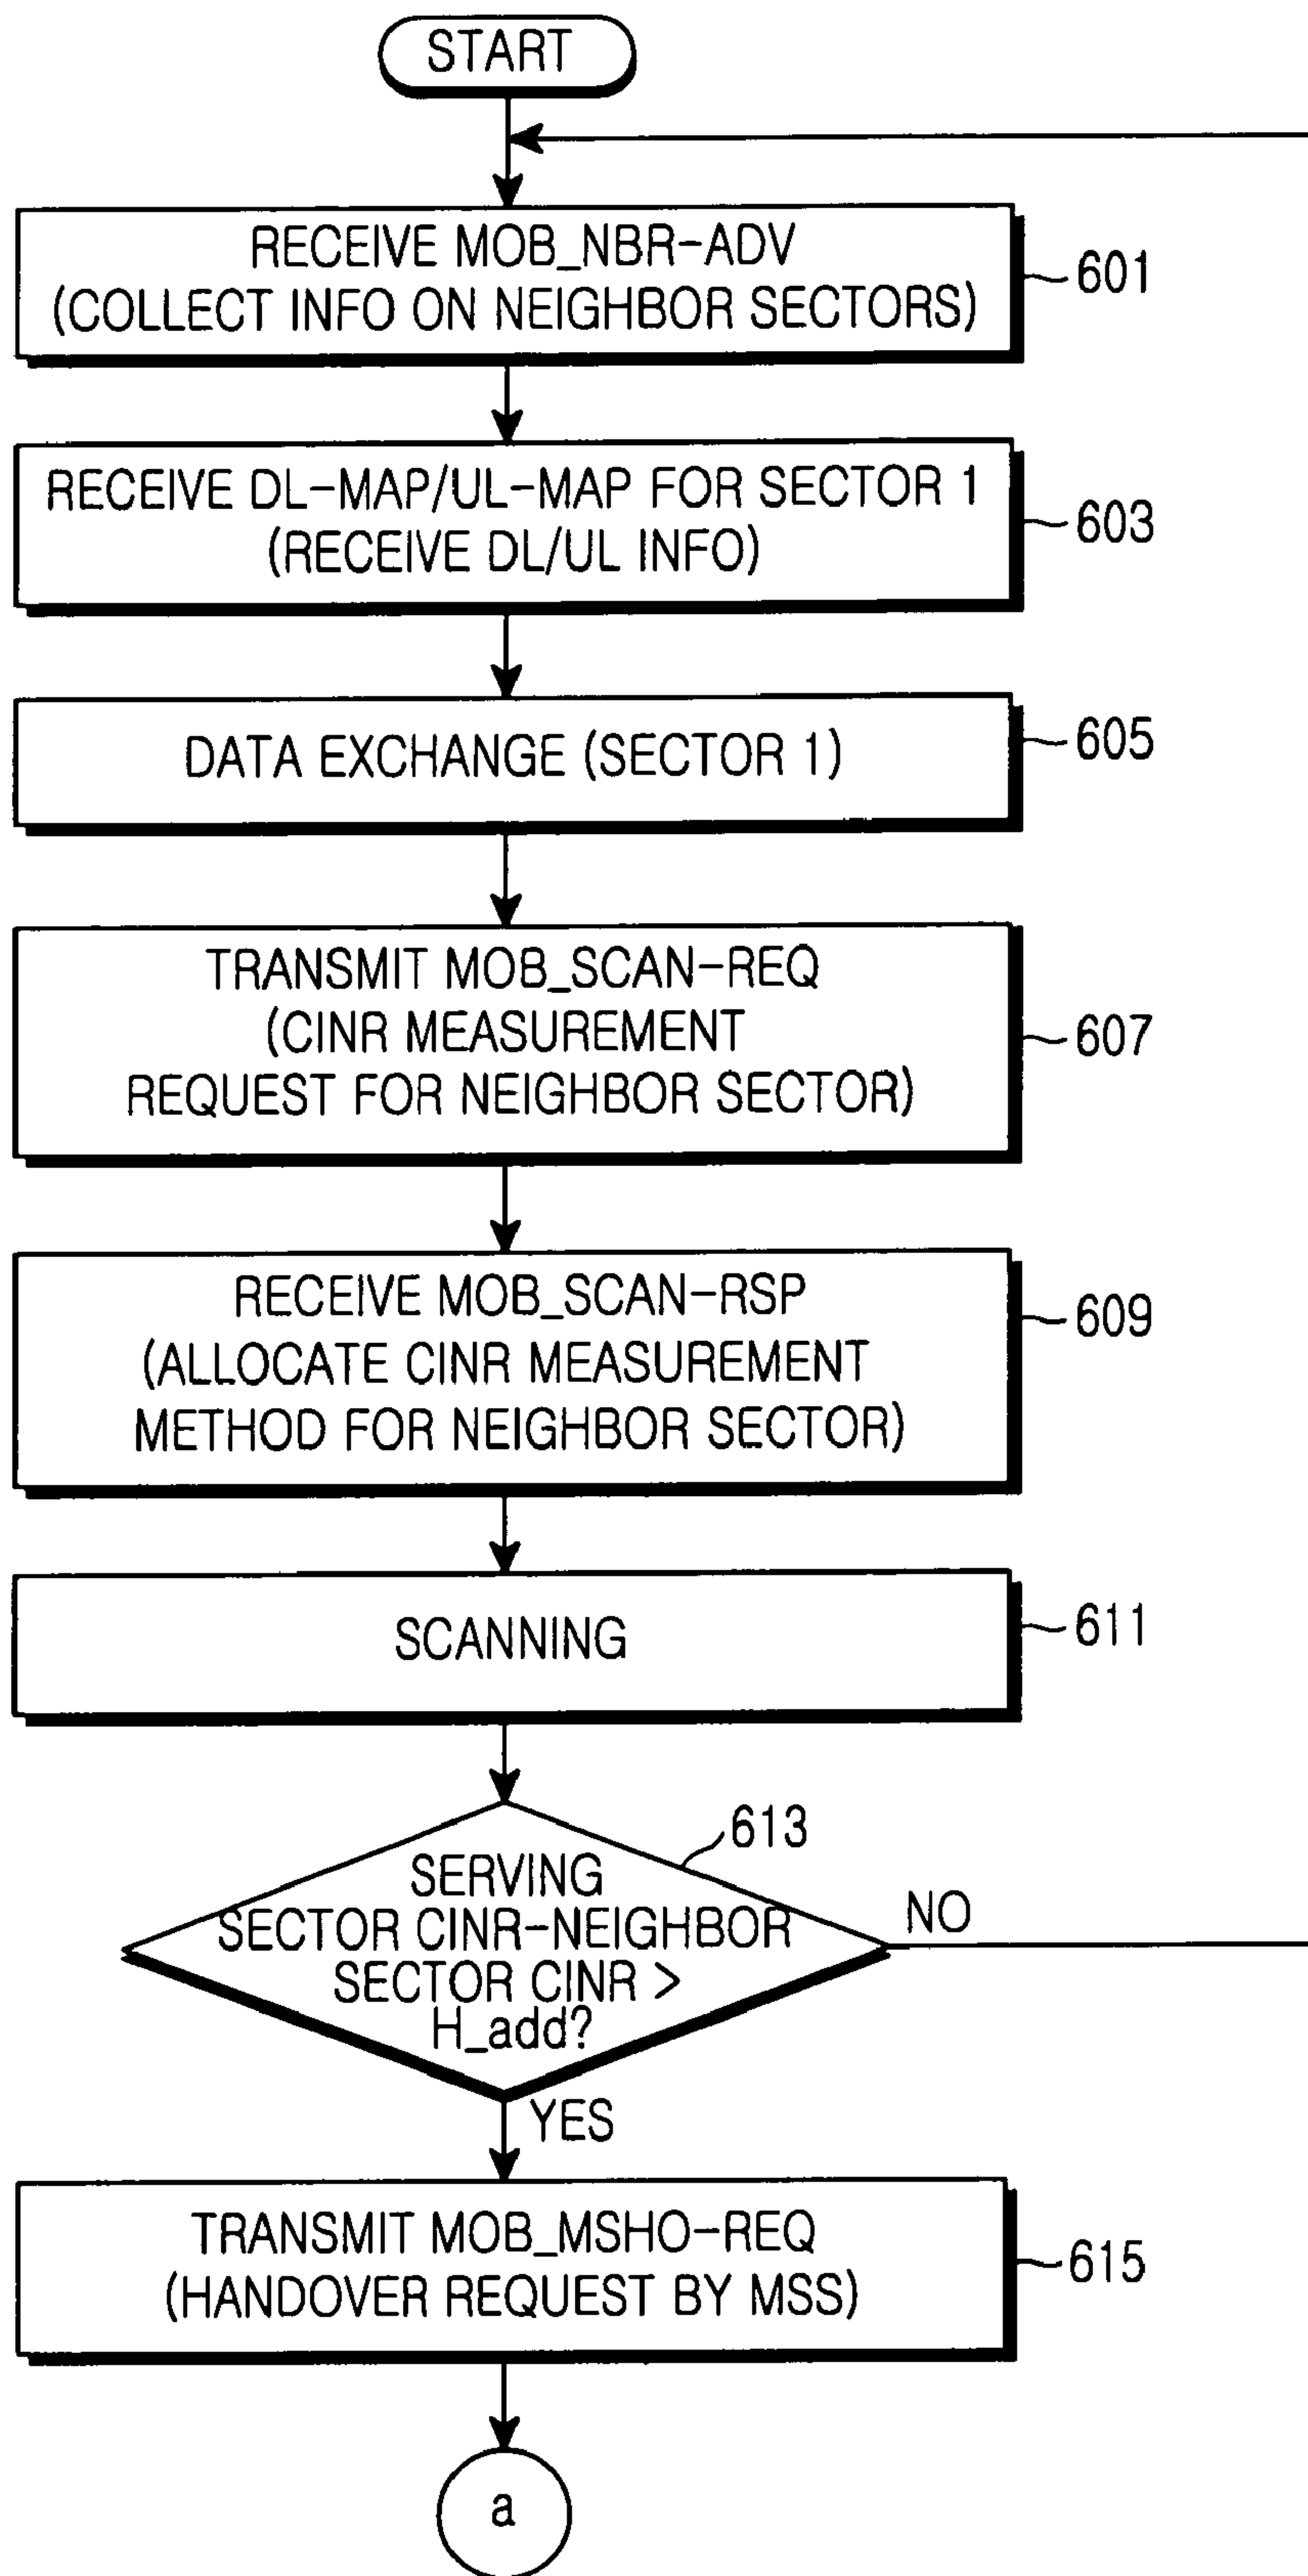 START
RECEIVE MOB_NBR-ADV
(COLLECT INFO ON NEIGHBOR SECTORS)
601
RECEIVE DL-MAP/UL-MAP FOR SECTOR 1
(RECEIVE DL/UL INFO)
603
DATA EXCHANGE (SECTOR 1)
605
TRANSMIT MOB_SCAN-REQ
(CINR MEASUREMENT
REQUEST FOR NEIGHBOR SECTOR)
607
RECEIVE MOB_SCAN-RSP
(ALLOCATE CINR MEASUREMENT
METHOD FOR NEIGHBOR SECTOR)
609
SCANNING
611
613
SERVING
SECTOR CINR-NEIGHBOR
SECTOR CINR >
H_add?
NO
YES
TRANSMIT MOB_MSHO-REQ
(HANDOVER REQUEST BY MSS)
615
a